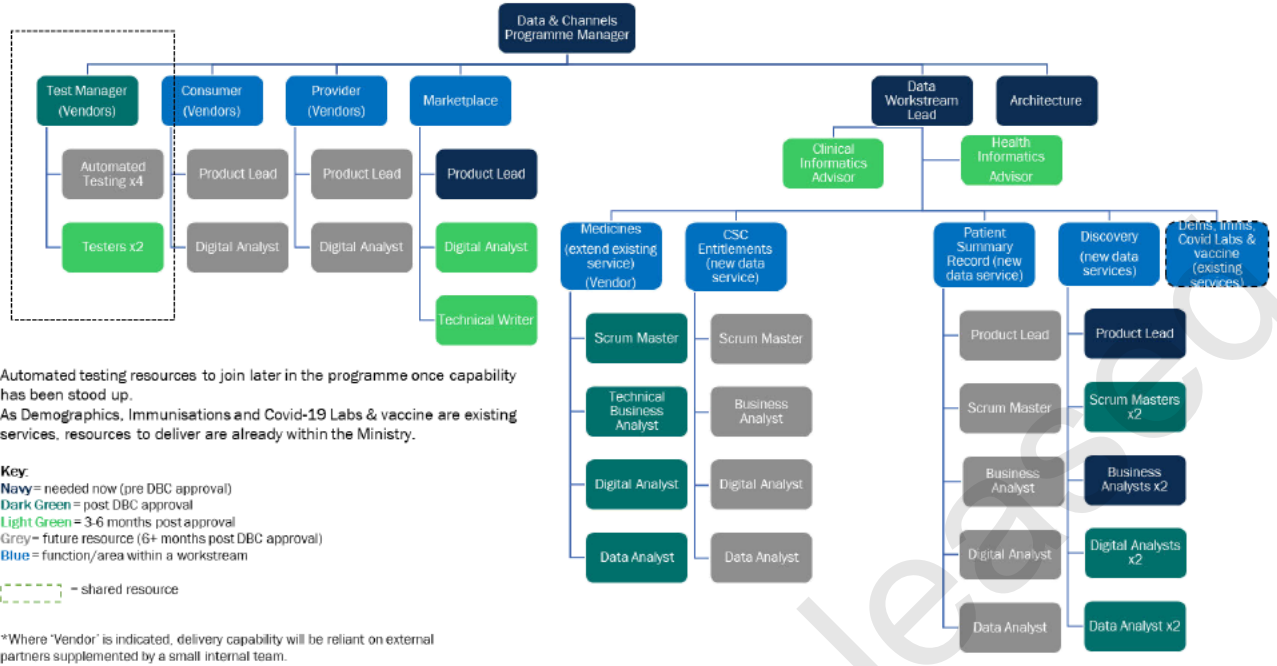 Data & Channels
Programme Manager
Test Manager
(Vendors)
Consumer
(Vendors)
Provider
(Vendors)
Marketplace
Data
Workstream
Lead
Architecture
Clinical
Informatics
Advisor
Health
Informatics
Advisor
Automated
Testing x4
Product Lead
Product Lead
Product Lead
Testers x2
Digital Analyst
Digital Analyst
Digital Analyst
Technical Writer
Medicines
(extend existing
service)
(Vendor)
CSC
Entitlements
(new data
service)
Patient
Summary
Record (new
data service)
Discovery
(new data
services)
Dems, Imms,
Covid Labs &
vaccine
(existing
services)
Scrum Master
Scrum Master
Product Lead
Product Lead
Technical
Business
Analyst
Business
Analyst
Scrum Master
Scrum Masters
x2
Digital Analyst
Digital Analyst
Business
Analyst
Business
Analysts x2
Data Analyst
Data Analyst
Digital Analyst
Digital Analysts
x2
Data Analyst
Data Analyst x2
Automated testing resources to join later in the programme once capability
has been stood up.
As Demographics, Immunisations and Covid-19 Labs & vaccine are existing
services, resources to deliver are already within the Ministry.
Key:
Navy = needed now (pre DBC approval)
Dark Green = post DBC approval
Light Green = 3-6 months post approval
Grey = future resource (6+ months post DBC approval)
Blue = function/area within a workstream
= shared resource
*Where 'Vendor' is indicated, delivery capability will be reliant on external
partners supplemented by a small internal team.
leased